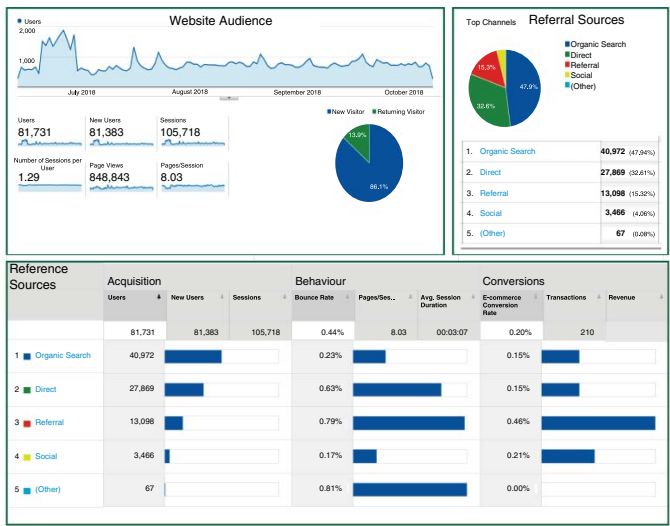 Website Audience
Users
2,000
1,000
July 2018
August 2018
September 2018
October 2018
New Visitor
Returning Visitor
Users
New Users
Sessions
81,731
81,383
105,718
Number of Sessions per
User
Page Views
Pages/Session
1.29
848,843
8.03
13.9%
86.1%
Top Channels
Referral Sources
Organic Search
Direct
Referral
Social
(Other)
15,3%
47.9%
32.6%
1. Organic Search 40,972 (47,94%)
2. Direct 27,869 (32.61%)
3. Referral 13,098 (15.32%)
4. Social 3,466 (4.06%)
5. (Other) 67 (0.08%)
Reference
Sources
Acquisition
Behaviour
Conversions
Users
New Users
Sessions
Bounce Rate
Pages/Ses..
Avg. Session
Duration
E-commerce
Conversion
Rate
Transactions
Revenue
81,731 81,383 105,718 0.44% 8.03 00:03:07 0.20% 210
1 Organic Search 40,972 0.23% 0.15%
2 Direct 27,869 0.63% 0.15%
3 Referral 13,098 0.79% 0.46%
4 Social 3,466 0.17% 0.21%
5 (Other) 67 0.81% 0.00%